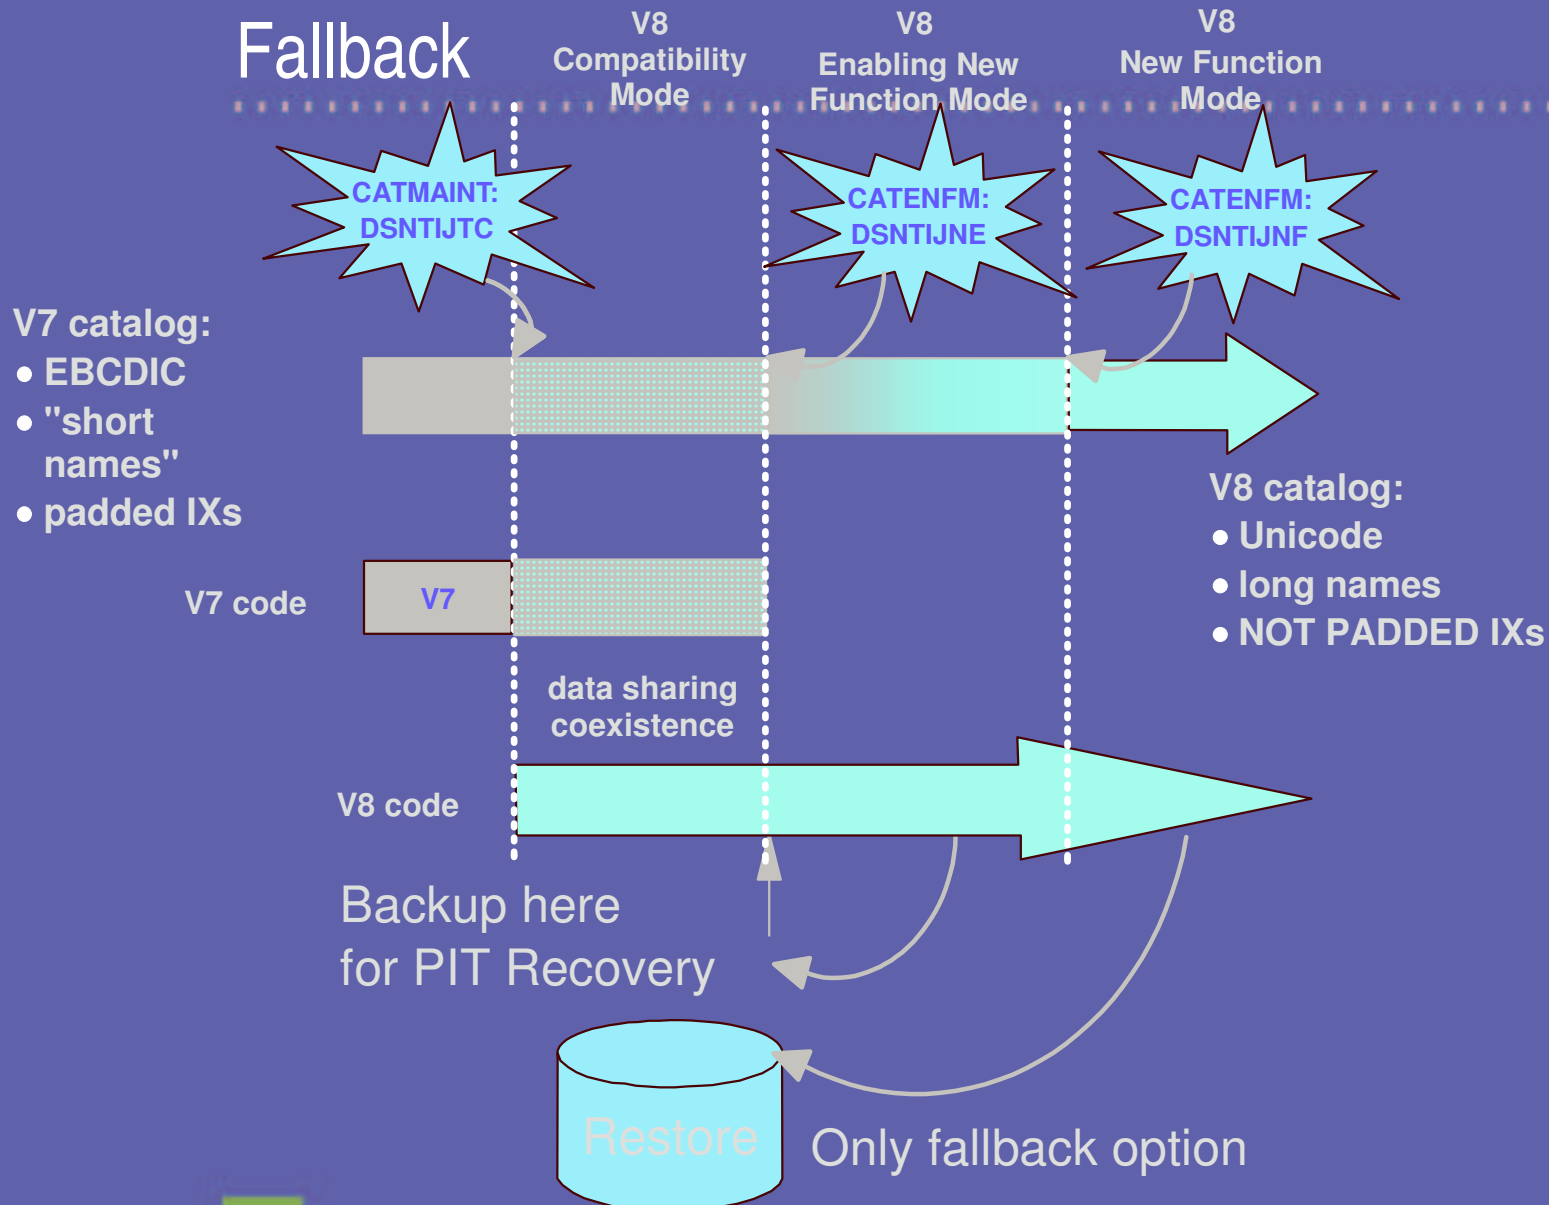 Fallback
V8
Compatibility
Mode
V8
Enabling New
Function Mode
V8
New Function
Mode
CATMAINT:
DSNTIJTC
CATENFM:
DSNTIJNE
CATENFM:
DSNTIJNF
V7 catalog:
● EBCDIC
● "short
names"
● padded IXs
V8 catalog:
● Unicode
● long names
● NOT PADDED IXs
V7 code
V7
data sharing
coexistence
V8 code
Backup here
for PIT Recovery
Restore
Only fallback option